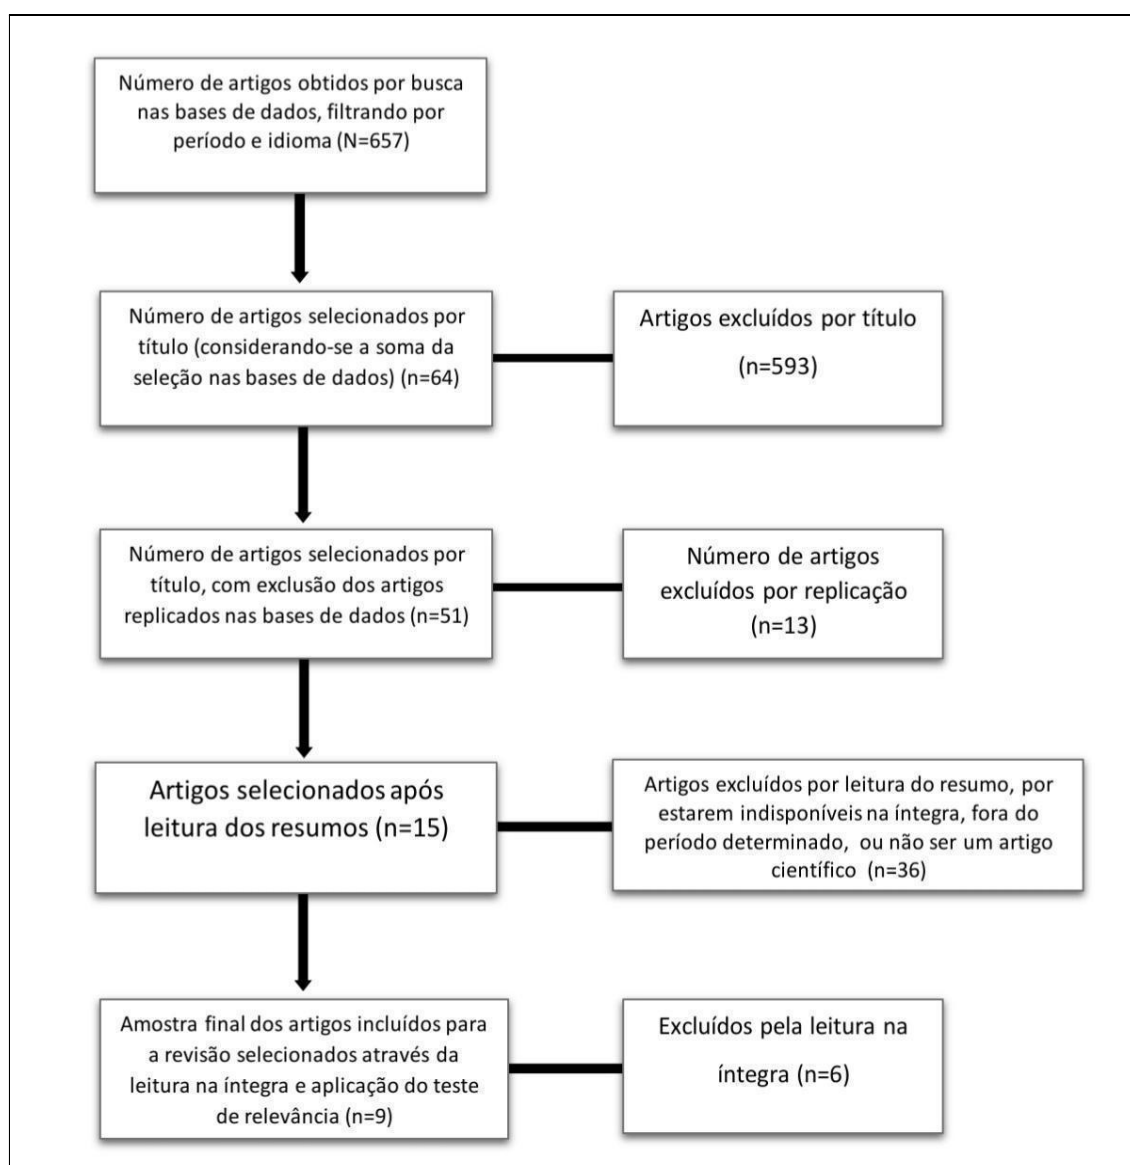 Número de artigos obtidos por busca
nas bases de dados, filtrando por
período e idioma (N=657)
Número de artigos selecionados por
título (considerando-se a soma da
seleção nas bases de dados) (n=64)
Artigos excluídos por título
(n=593)
Número de artigos selecionados por
título, com exclusão dos artigos
replicados nas bases de dados (n=51)
Número de artigos
excluídos por replicação
(n=13)
Artigos selecionados após
leitura dos resumos (n=15)
Artigos excluídos por leitura do resumo, por
estarem indisponíveis na íntegra, fora do
período determinado, ou não ser um artigo
científico (n=36)
Amostra final dos artigos incluídos para
a revisão selecionados através da
leitura na íntegra e aplicação do teste
de relevância (n=9)
Excluídos pela leitura na
íntegra (n=6)